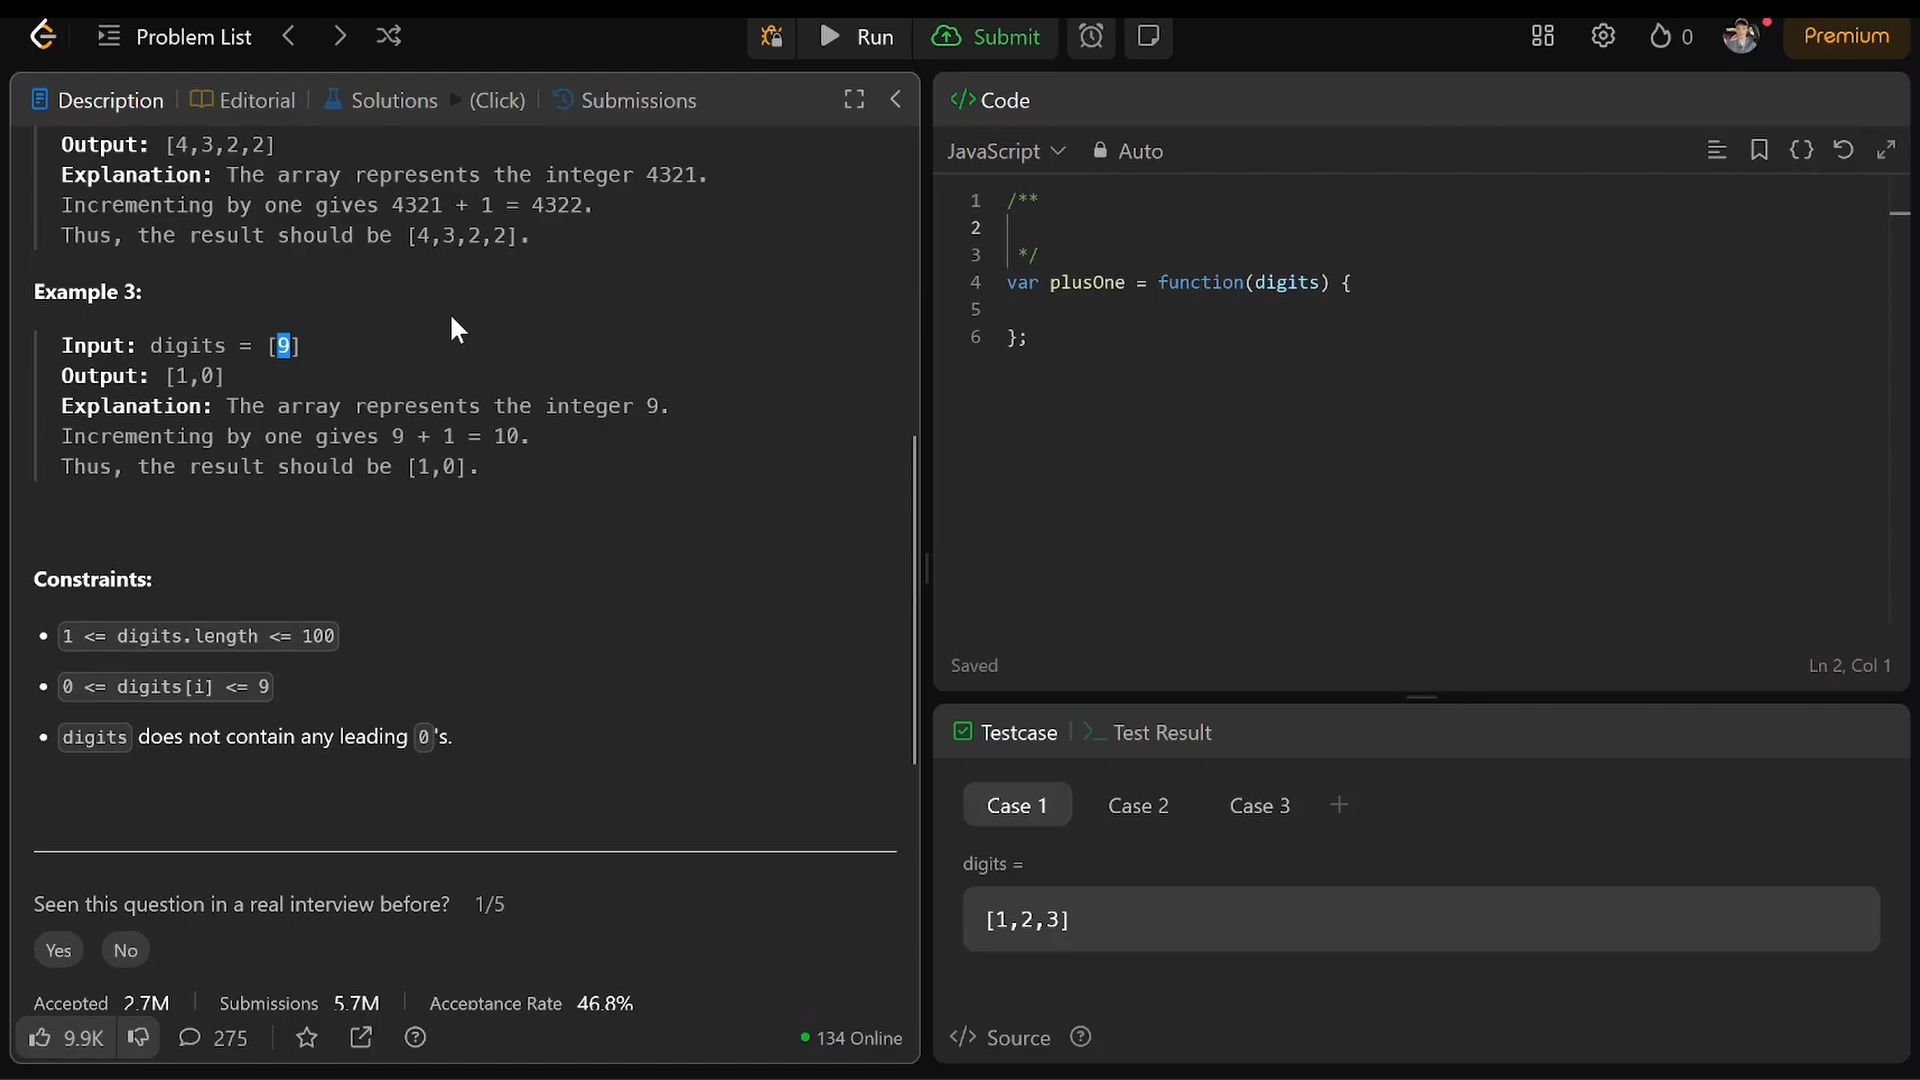 Problem List
Run
Submit
0
Premium
Description
Editorial
Solutions
(Click)
Submissions
Output: [4,3,2,2]
Explanation: The array represents the integer 4321.
Incrementing by one gives 4321 + 1 = 4322.
Thus, the result should be [4,3,2,2].
Example 3:
Input: digits = [9]
Output: [1,0]
Explanation: The array represents the integer 9.
Incrementing by one gives 9 + 1 = 10.
Thus, the result should be [1,0].
Constraints:
• 1 <= digits.length <= 100
• 0 <= digits[i] <= 9
• digits does not contain any leading 0's.
Seen this question in a real interview before? 1/5
Yes No
Accepted 2.7M Submissions 5.7M Acceptance Rate 46.8%
9.9K 275 134 Online
</> Code
JavaScript Auto
1 /**
2
3 */
4 var plusOne = function(digits) {
5
6 };
Saved Ln 2, Col 1
Testcase >_ Test Result
Case 1 Case 2 Case 3 +
digits =
[1,2,3]
</> Source